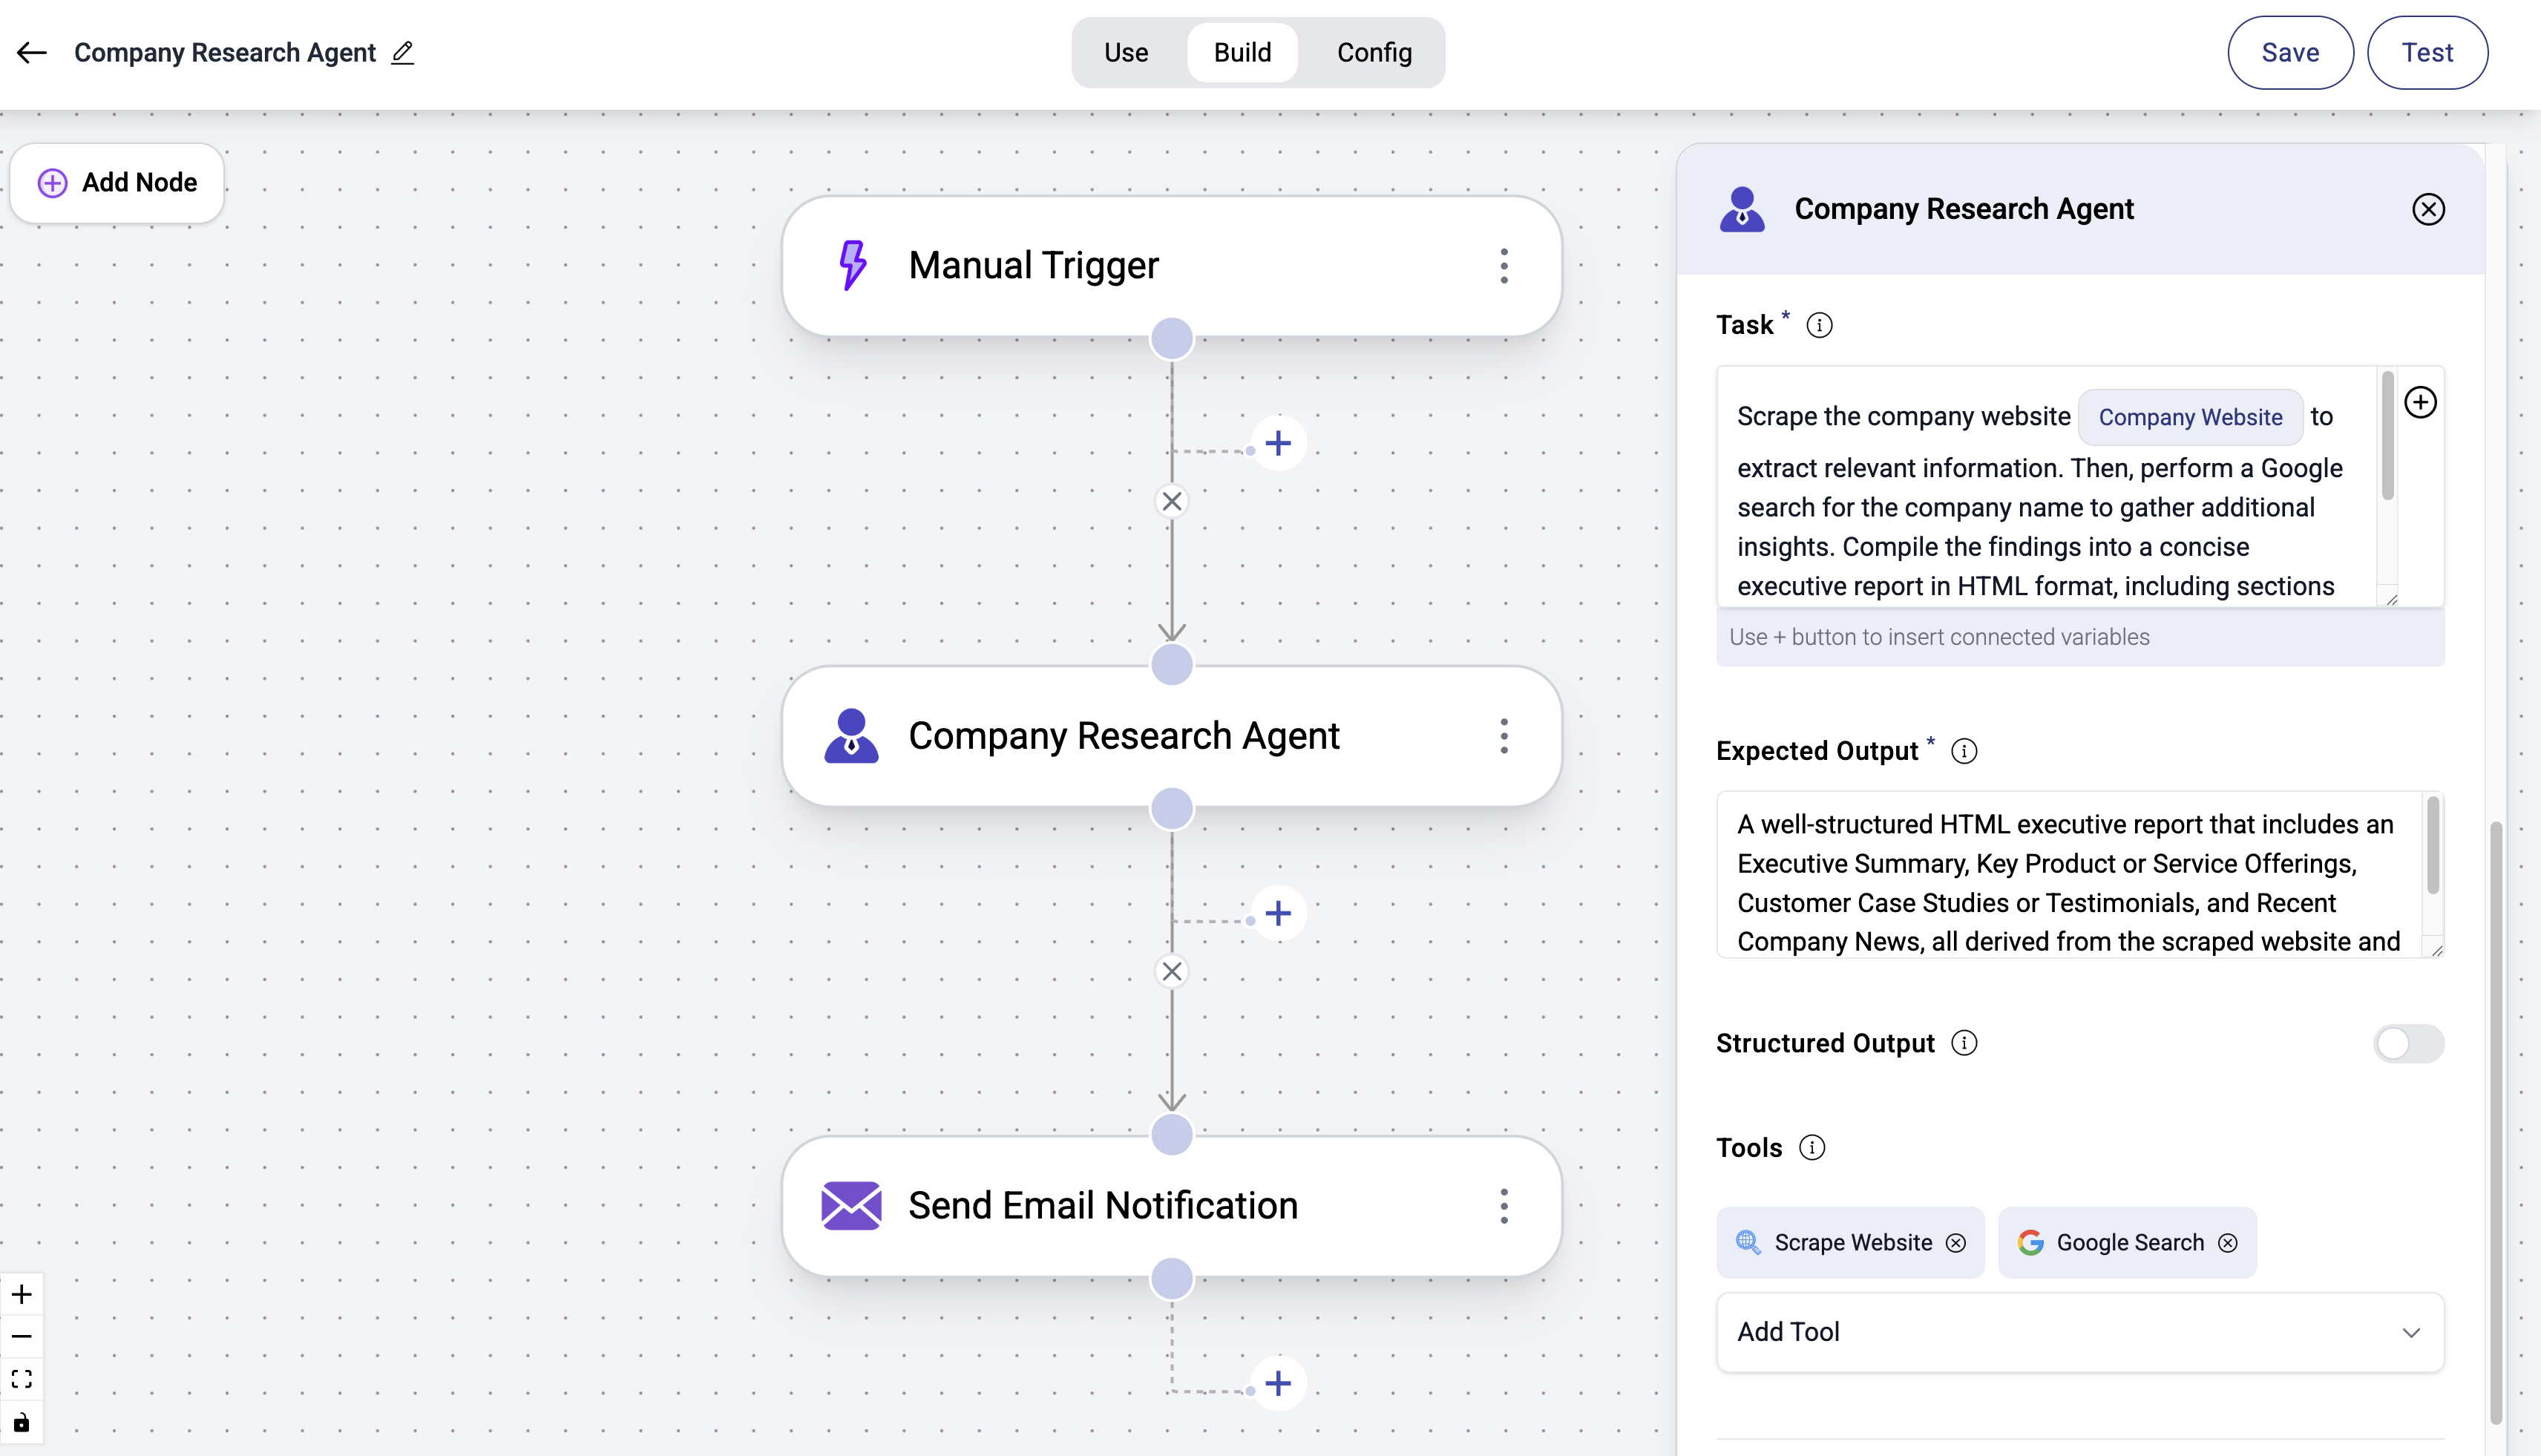 Company Research Agent
Use
Build
Config
Save
Test
Add Node
Manual Trigger
Company Research Agent
Send Email Notification
Company Research Agent
Task *
Scrape the company website Company Website to
extract relevant information. Then, perform a Google
search for the company name to gather additional
insights. Compile the findings into a concise
executive report in HTML format, including sections
Use + button to insert connected variables
Expected Output *
A well-structured HTML executive report that includes an
Executive Summary, Key Product or Service Offerings,
Customer Case Studies or Testimonials, and Recent
Company News, all derived from the scraped website and
Structured Output
Tools
Scrape Website
Google Search
Add Tool